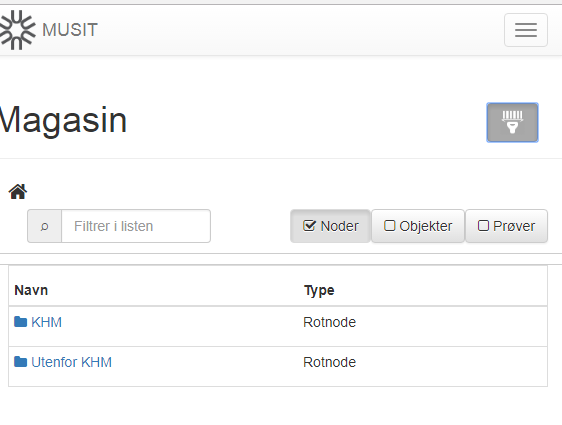 MUSIT
Magasin
Filtrer i listen
Noder Objekter Prøver
Navn Type
KHM Rotnode
Utenfor KHM Rotnode